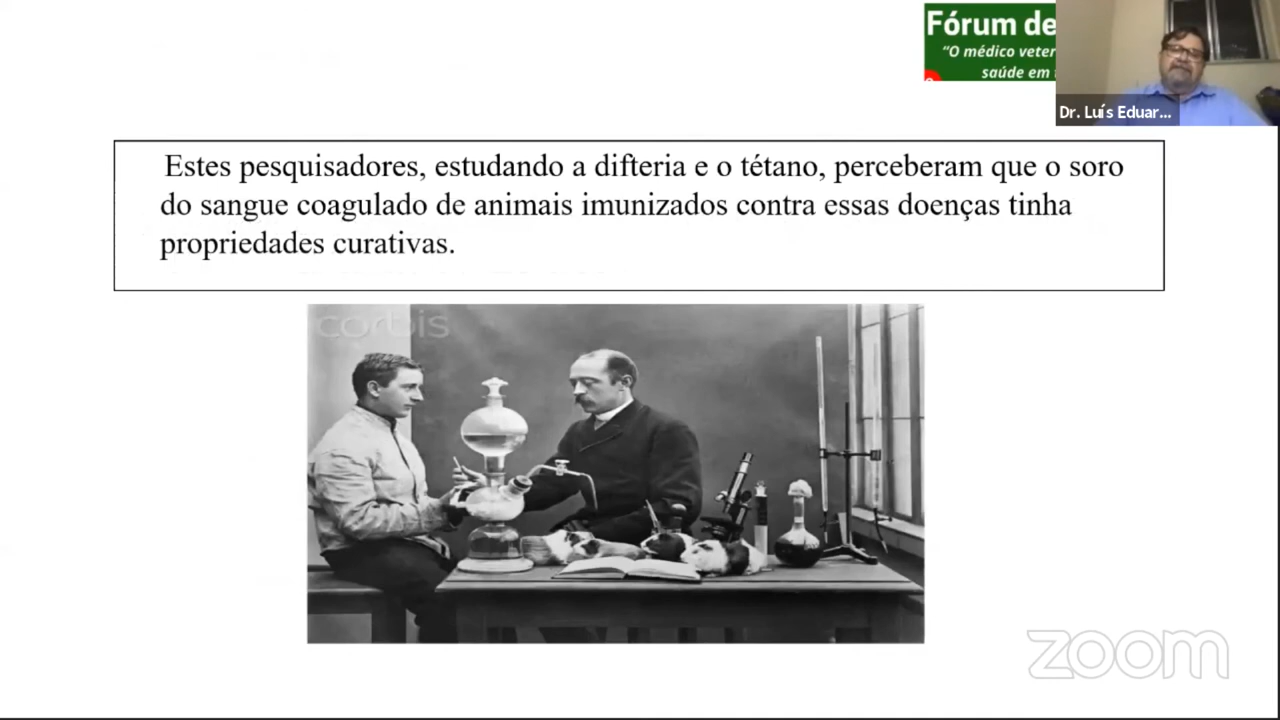 Fórum de
“O médico veter
saúde em
Dr. Luís Eduar...
Estes pesquisadores, estudando a difteria e o tétano, perceberam que o soro
do sangue coagulado de animais imunizados contra essas doenças tinha
propriedades curativas.
corbis
zoom